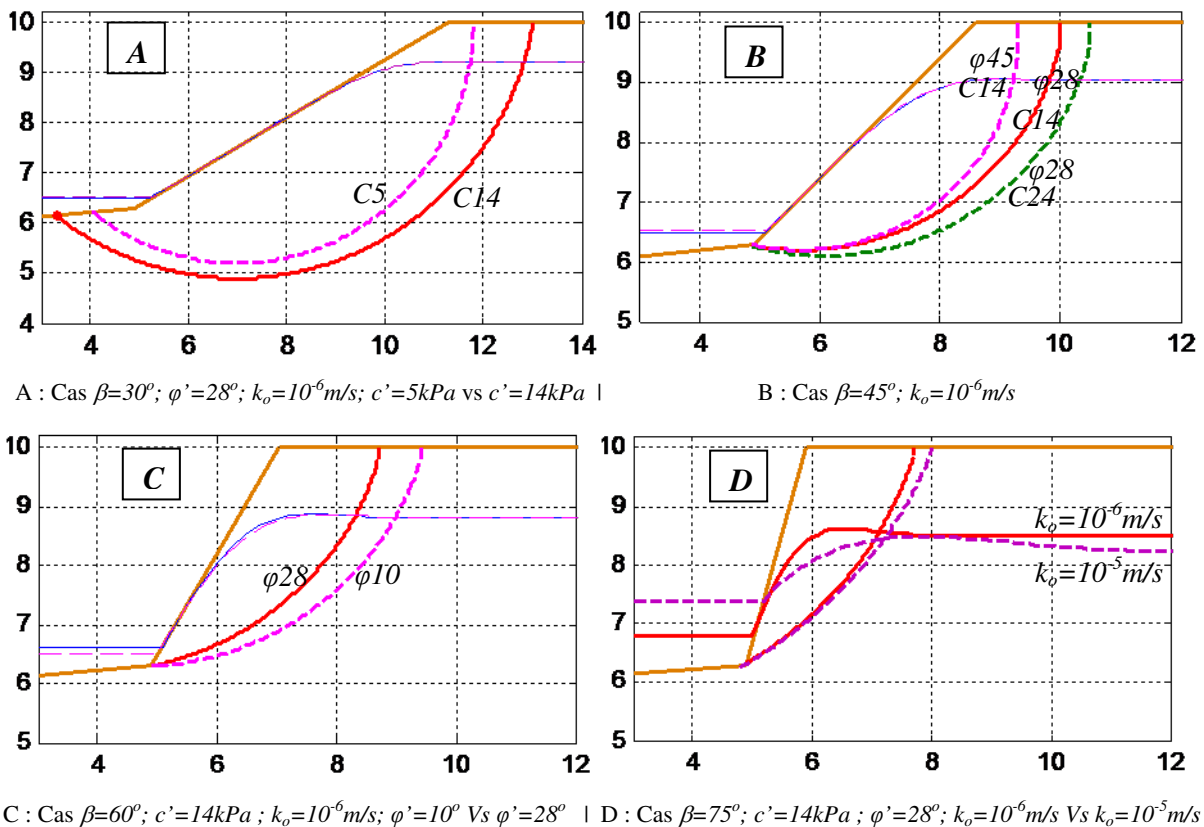 10
9
8
7
6
5
4
4
6
8
10
12
14
A
C5
C14
10
9
8
7
6
5
4
6
8
10
12
B
φ45
C14
φ28
C14
φ28
C24
A : Cas β=30°; φ'=28°; kₒ=10⁻⁶m/s; c'=5kPa vs c'=14kPa | B : Cas β=45°; kₒ=10⁻⁶m/s
10
9
8
7
6
5
4
6
8
10
12
C
φ28
φ10
10
9
8
7
6
5
4
6
8
10
12
D
kₒ=10⁻⁶m/s
kₒ=10⁻⁵m/s
C : Cas β=60°; c'=14kPa ; kₒ=10⁻⁶m/s; φ'=10° Vs φ'=28° | D : Cas β=75°; c'=14kPa ; φ'=28°; kₒ=10⁻⁶m/s Vs kₒ=10⁻⁵m/s